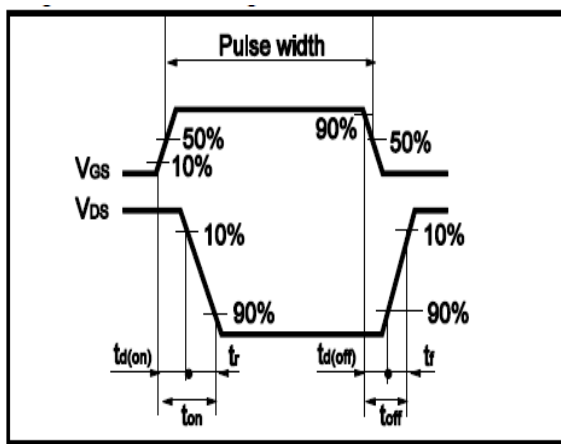 Pulse width
90%
50%
50%
VGS
10%
VDS
10%
10%
90%
90%
td(on)
tr
td(off)
tf
ton
toff